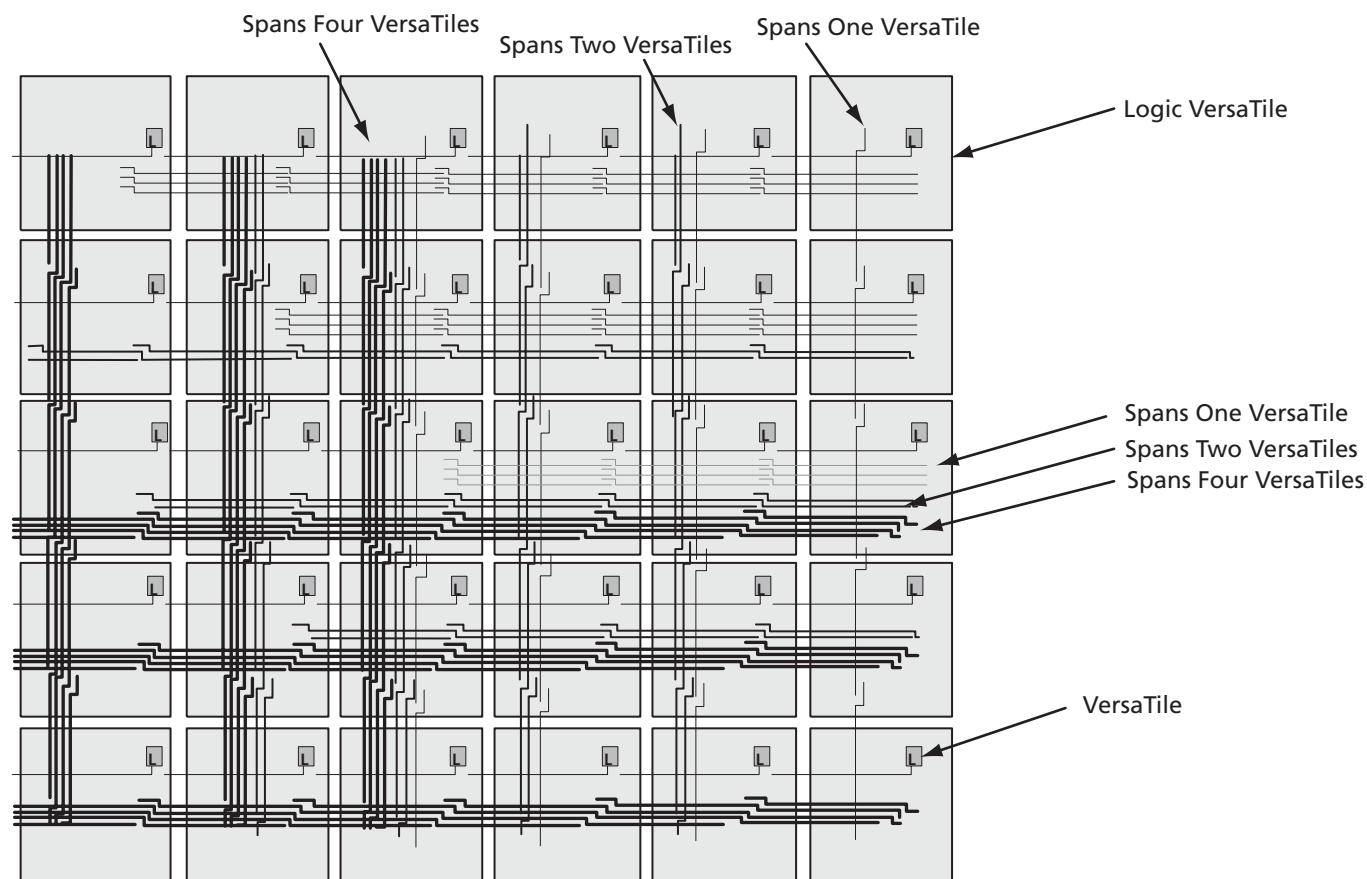 Spans Four VersaTiles
Spans Two VersaTiles
Spans One VersaTile
L L L L L L
Logic VersaTile
L L L L L L
L L L L L L
Spans One VersaTile
Spans Two VersaTiles
Spans Four VersaTiles
L L L L L L
VersaTile
L L L L L L